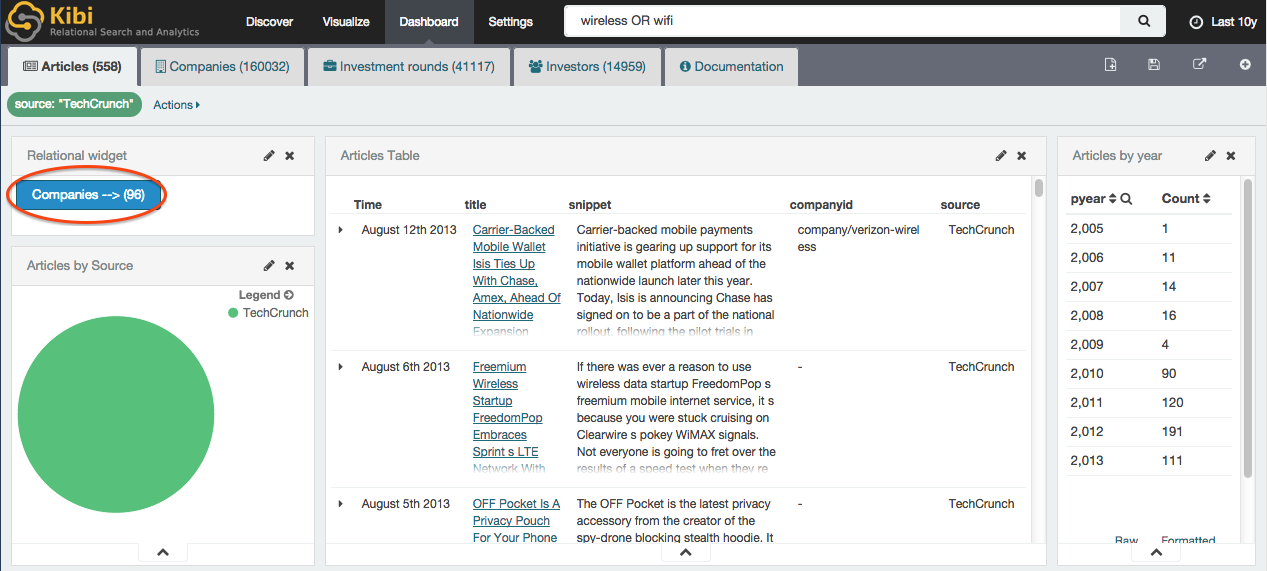 Kibi
Relational Search and Analytics
Discover
Visualize
Dashboard
Settings
wireless OR wifi
Last 10y
Articles (558)
Companies (160032)
Investment rounds (41117)
Investors (14959)
Documentation
source: "TechCrunch"
Actions
Relational widget
Companies --> (96)
Articles by Source
Legend
TechCrunch
Articles Table
Time title snippet companyid source
August 12th 2013
Carrier-Backed
Mobile Wallet
Isis Ties Up
With Chase,
Amex, Ahead Of
Nationwide
Expansion
Carrier-backed mobile payments
initiative is gearing up support for its
mobile wallet platform ahead of the
nationwide launch later this year.
Today, Isis is announcing Chase has
signed on to be a part of the national
rollout, following the pilot trials in
company/verizon-wirel
ess
TechCrunch
August 6th 2013
Freemium
Wireless
Startup
FreedomPop
Embraces
Sprint s LTE
Network With
If there was ever a reason to use
wireless data startup FreedomPop s
freemium mobile internet service, it s
because you were stuck cruising on
Clearwire s pokey WiMAX signals.
Not everyone is going to fret over the
results of a speed test when they re
-
TechCrunch
August 5th 2013
OFF Pocket Is A
Privacy Pouch
For Your Phone
The OFF Pocket is the latest privacy
accessory from the creator of the
spy-drone blocking stealth hoodie. It
-
TechCrunch
Articles by year
pyear Count
2,005 1
2,006 11
2,007 14
2,008 16
2,009 4
2,010 90
2,011 120
2,012 191
2,013 111
Raw Formatted